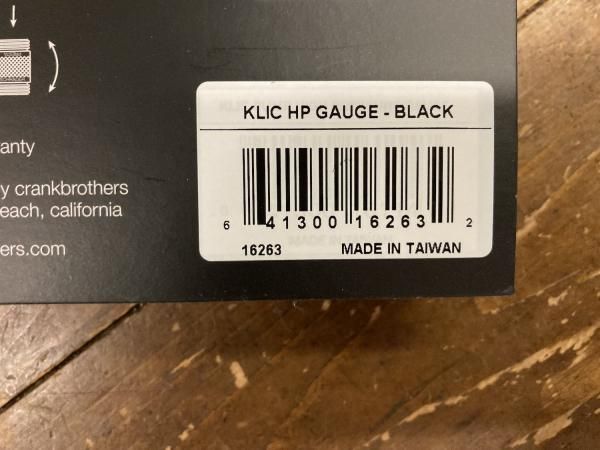 anty
y crankbrothers
each, california
ers.com
KLIC HP GAUGE - BLACK
6 41300 16263 2
16263 MADE IN TAIWAN